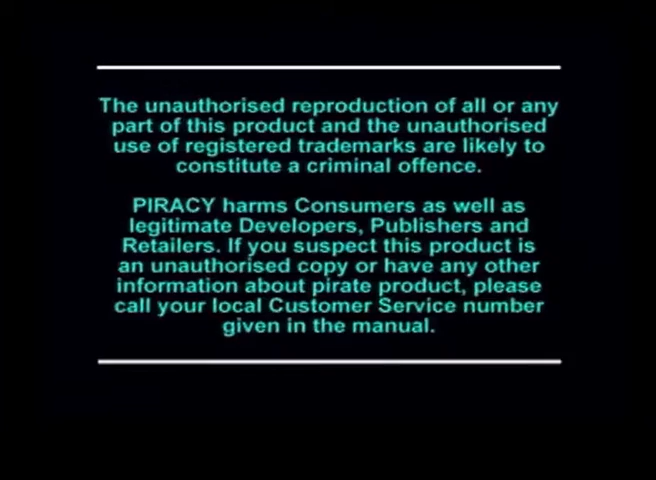 The unauthorised reproduction of all or any
part of this product and the unauthorised
use of registered trademarks are likely to
constitute a criminal offence.
PIRACY harms Consumers as well as
legitimate Developers, Publishers and
Retailers. If you suspect this product is
an unauthorised copy or have any other
information about pirate product, please
call your local Customer Service number
given in the manual.